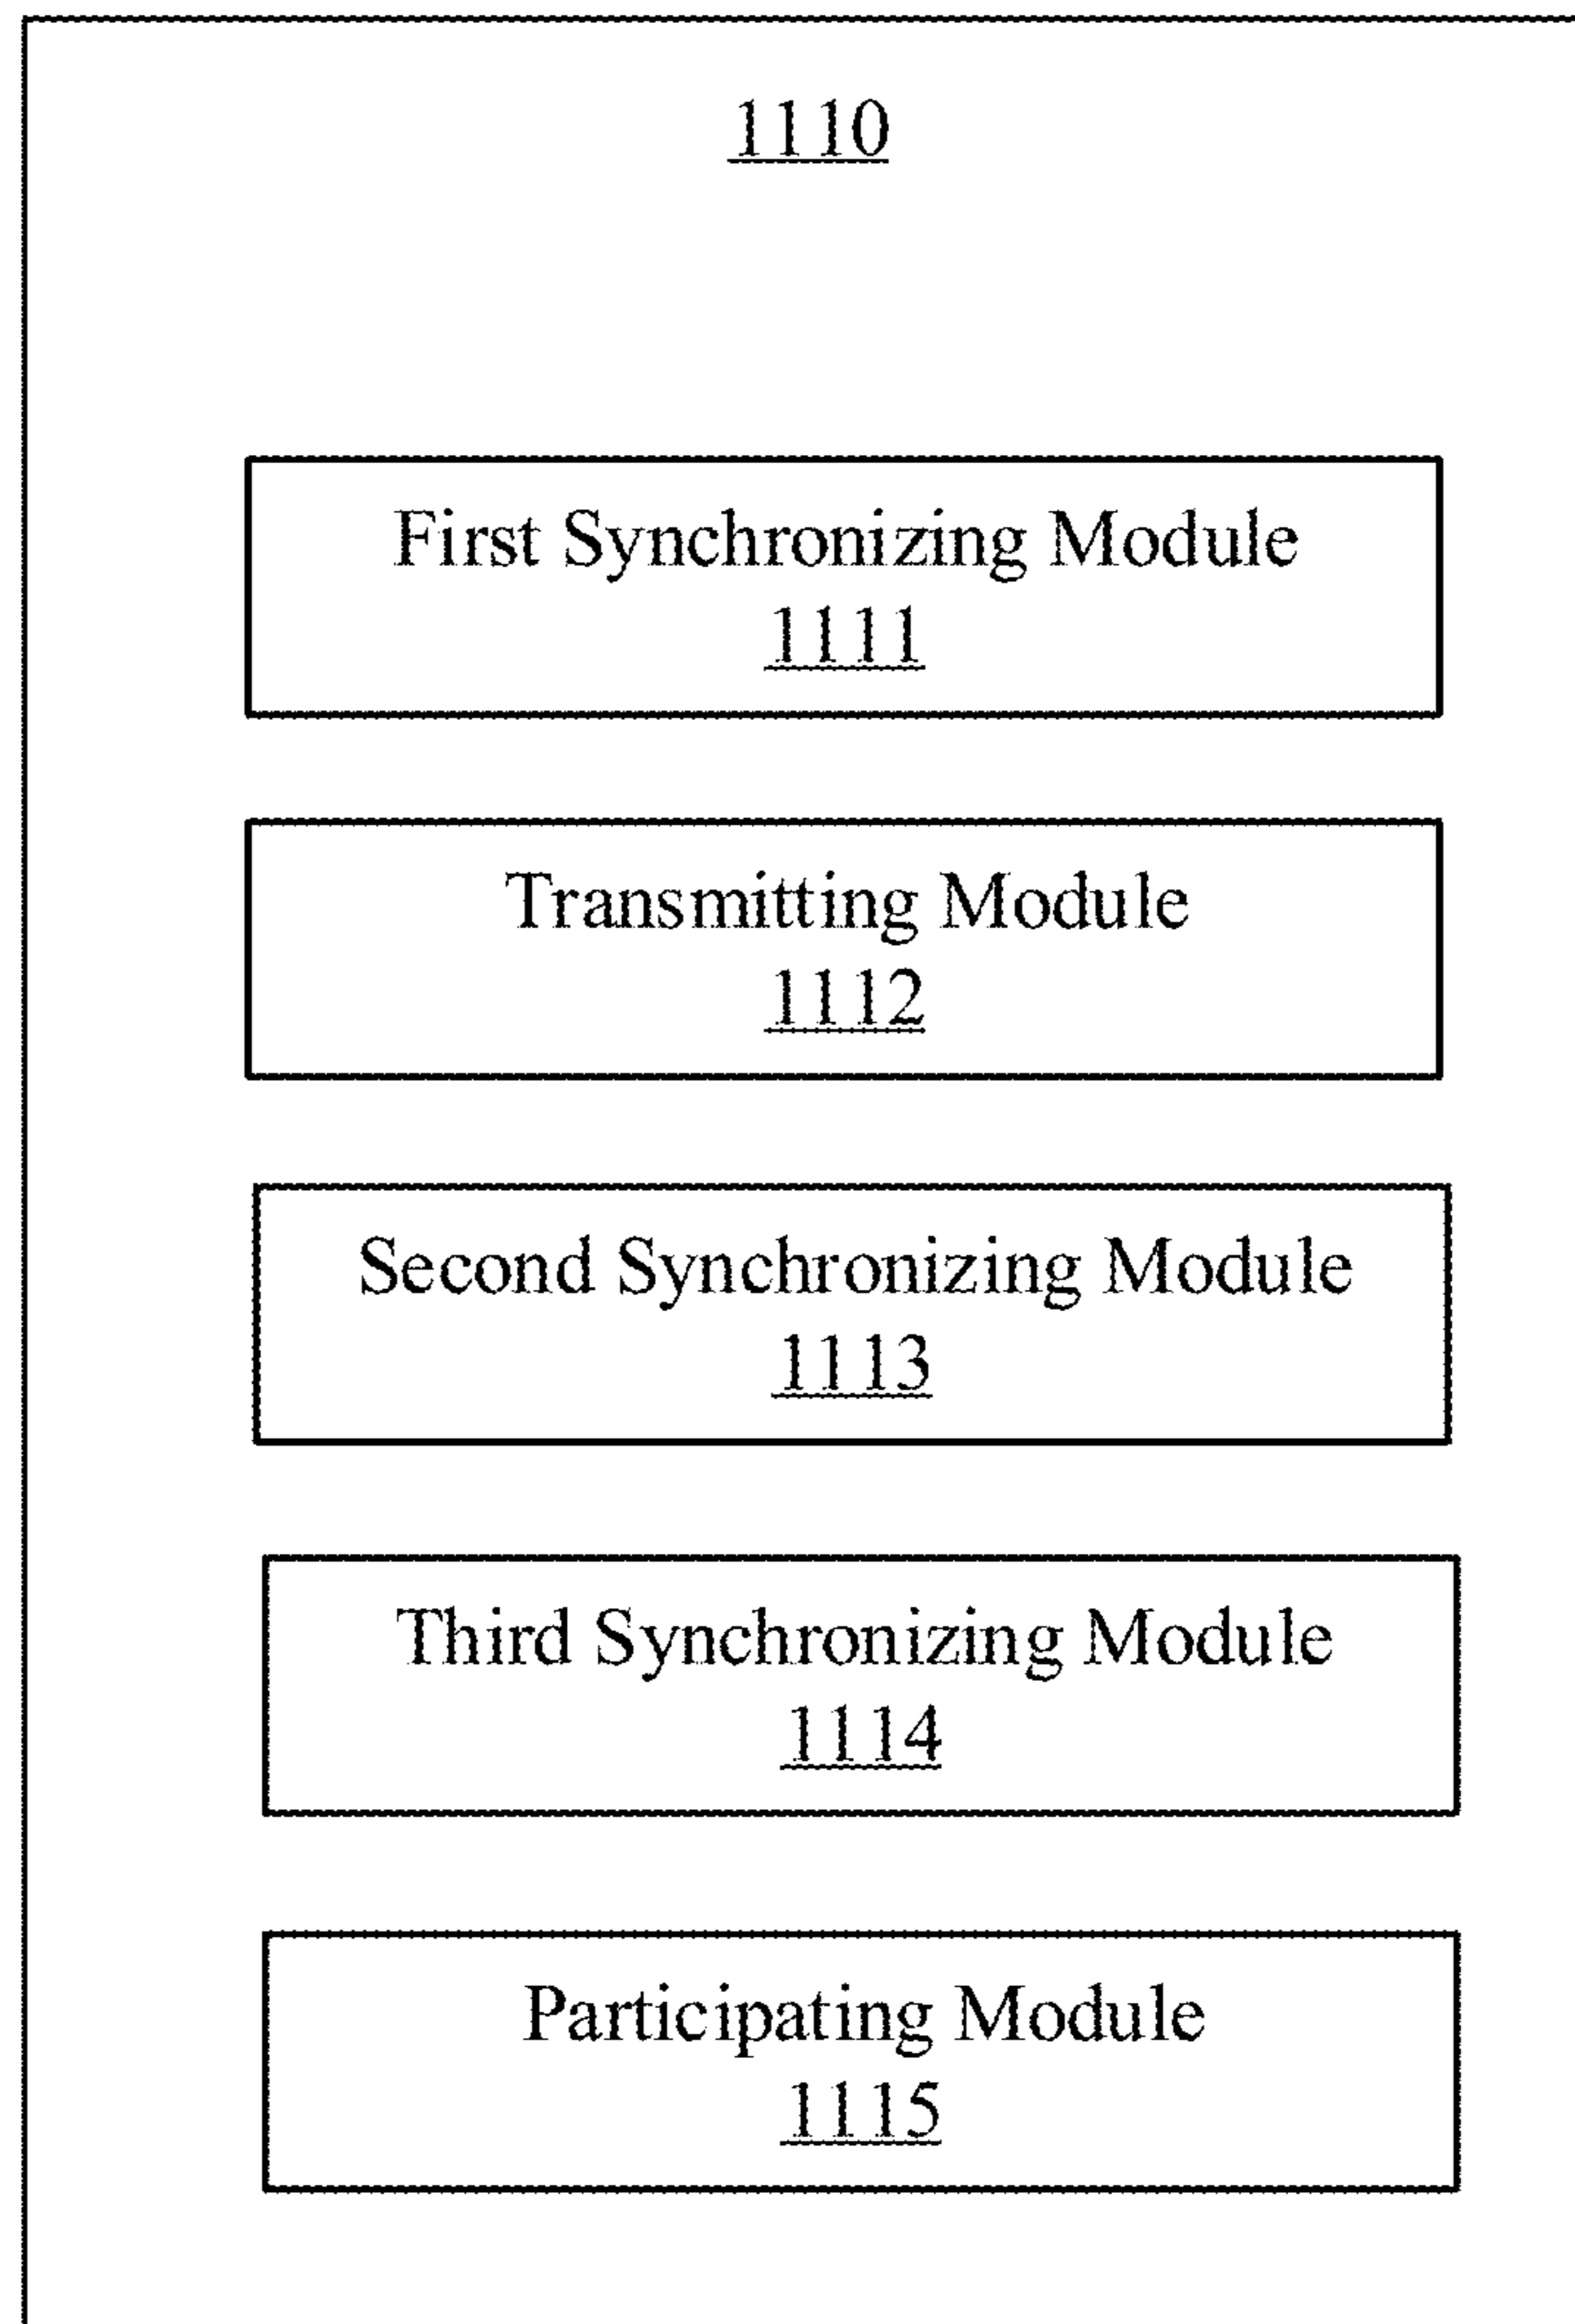 1110
First Synchronizing Module
1111
Transmitting Module
1112
Second Synchronizing Module
1113
Third Synchronizing Module
1114
Participating Module
1115